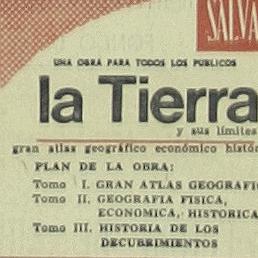 SALVA
UNA OBRA PARA TODOS LOS PUBLICOS
la Tierra
y sus límites
gran atlas geográfico económico histó
PLAN DE LA OBRA:
Tomo I. GRAN ATLAS GEOGRAFI
Tomo II. GEOGRAFIA FISICA,
ECONOMICA, HISTORICA
Tomo III. HISTORIA DE LOS
DECUBRIMIENTOS